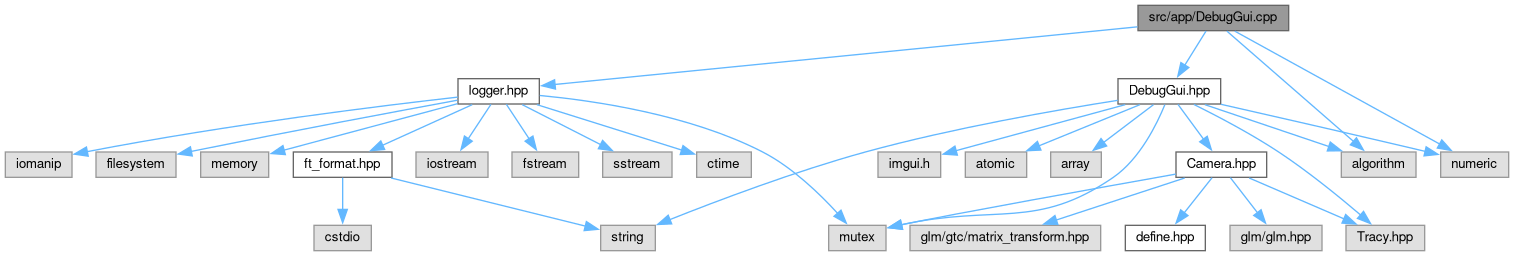 src/app/DebugGui.cpp
logger.hpp
DebugGui.hpp
iomanip
filesystem
memory
ft_format.hpp
iostream
fstream
sstream
ctime
imgui.h
atomic
array
Camera.hpp
algorithm
numeric
cstdio
string
mutex
glm/gtc/matrix_transform.hpp
define.hpp
glm/glm.hpp
Tracy.hpp